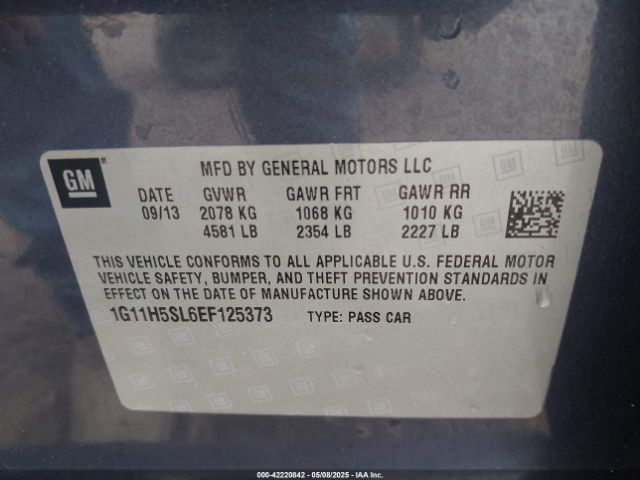 GM ®
MFD BY GENERAL MOTORS LLC
DATE GVWR GAWR FRT GAWR RR
09/13 2078 KG 1068 KG 1010 KG
4581 LB 2354 LB 2227 LB
THIS VEHICLE CONFORMS TO ALL APPLICABLE U.S. FEDERAL MOTOR
VEHICLE SAFETY, BUMPER, AND THEFT PREVENTION STANDARDS IN
EFFECT ON THE DATE OF MANUFACTURE SHOWN ABOVE.
1G11H5SL6EF125373 TYPE: PASS CAR
000-42220842 - 05/08/2025 - IAA Inc.